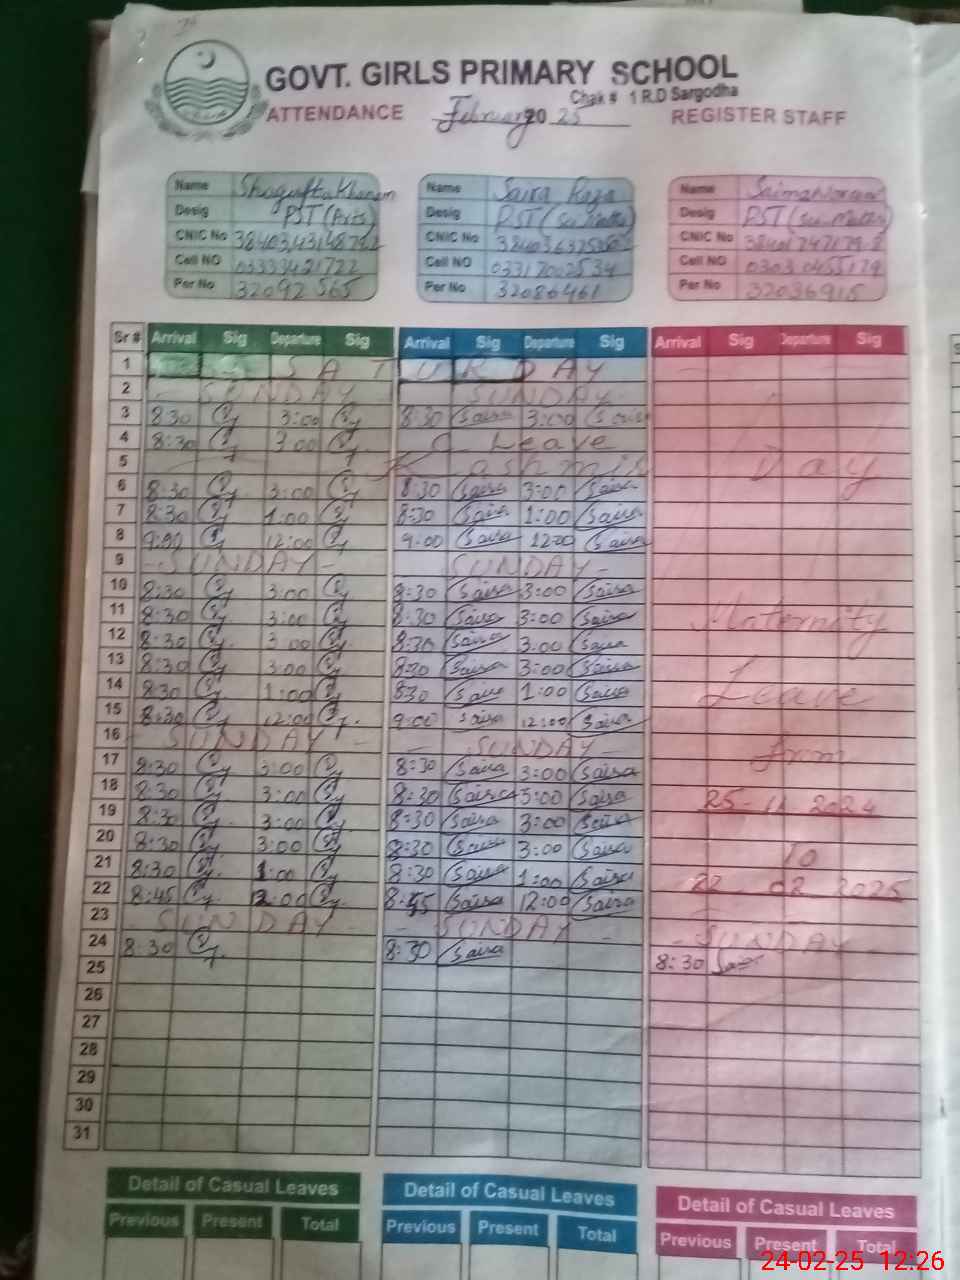 GOVT. GIRLS PRIMARY SCHOOL
Chak # 1 R.D Sargodha
ATTENDANCE February 2025 REGISTER STAFF
Name Shagufta Khanam Name Saira Name Saima
Desig PST (Arts) Desig PST (Sci Maths) Desig PST (Sci-Maths)
CNIC No CNIC No CNIC No
Cell NO 03333421722 Cell NO 03317002534 Cell NO 03030455179
Per No 32092565 Per No 32086461 Per No 32036915
Sr # Arrival Sig Departure Sig Arrival Sig Departure Sig Arrival Sig Departure Sig
1 SATURDAY
2 SUNDAY SUNDAY
3 8:30 3:00 8:30 Saira 3:00 Saira
4 8:30 3:00 C Leave
5 Kashmir Day
6 8:30 3:00 8:30 Saira 3:00 Saira
7 8:30 1:00 8:30 Saira 1:00 Saira
8 9:00 12:00 9:00 Saira 12:00 Saira
9 SUNDAY SUNDAY
10 8:30 3:00 8:30 Saira 3:00 Saira
11 8:30 3:00 8:30 Saira 3:00 Saira Maternity
12 8:30 3:00 8:30 Saira 3:00 Saira
13 8:30 3:00 8:30 Saira 3:00 Saira
14 8:30 1:00 8:30 Saira 1:00 Saira Leave
15 8:30 12:00 9:00 Saira 12:00 Saira
16 SUNDAY SUNDAY
17 8:30 3:00 8:30 Saira 3:00 Saira from
18 8:30 3:00 8:30 Saira 3:00 Saira
19 8:30 3:00 8:30 Saira 3:00 Saira 25-11 2024
20 8:30 3:00 8:30 Saira 3:00 Saira
21 8:30 1:00 8:30 Saira 1:00 Saira To
22 8:45 12:00 8:45 Saira 12:00 Saira 22 02 2025
23 SUNDAY SUNDAY SUNDAY
24 8:30 8:30 Saira 8:30
25
26
27
28
29
30
31
Detail of Casual Leaves Detail of Casual Leaves Detail of Casual Leaves
Previous Present Total Previous Present Total Previous Present Total
24-02-25 12:26